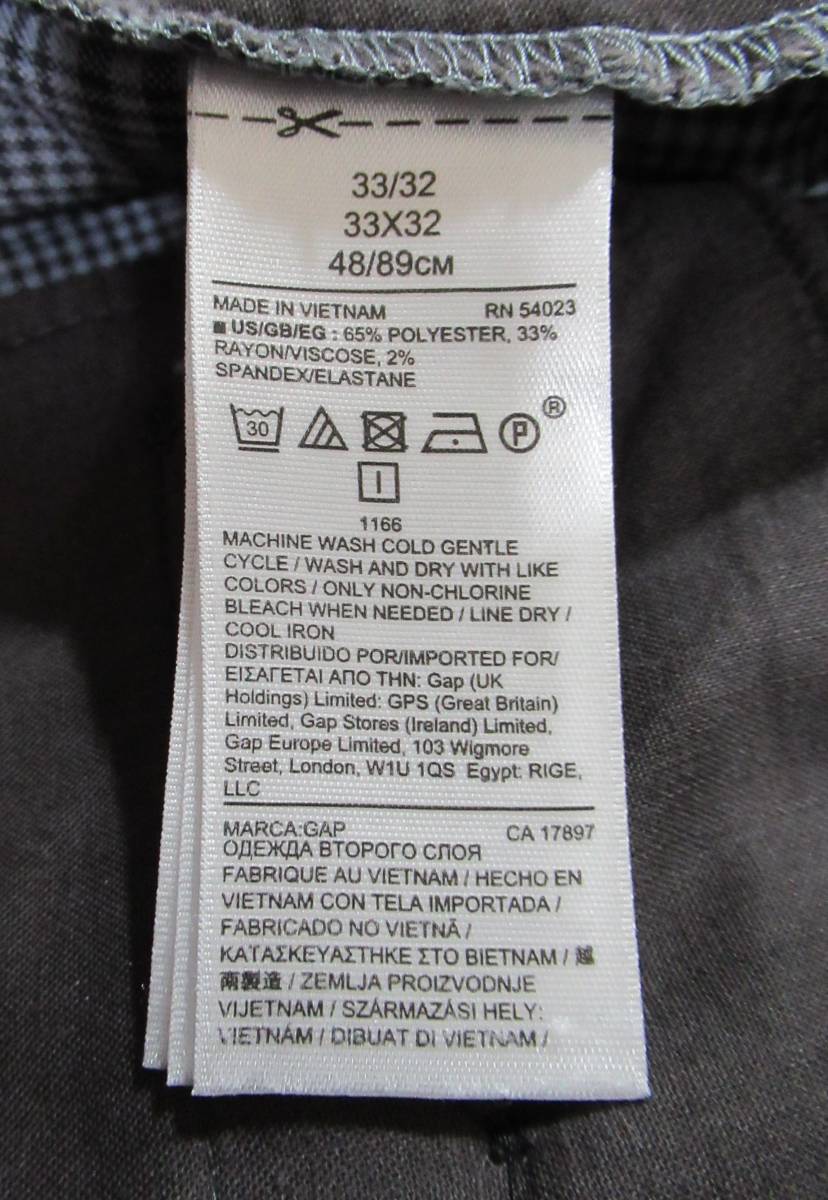 33/32
33X32
48/89CM
MADE IN VIETNAM RN 54023
US/GB/EG : 65% POLYESTER, 33%
RAYON/VISCOSE, 2%
SPANDEX/ELASTANE
30 P ®
1166
MACHINE WASH COLD GENTLE
CYCLE / WASH AND DRY WITH LIKE
COLORS / ONLY NON-CHLORINE
BLEACH WHEN NEEDED / LINE DRY /
COOL IRON
DISTRIBUIDO POR/IMPORTED FOR/
ΕΙΣΑΓΕΤΑΙ ΑΠΟ ΤΗΝ: Gap (UK
Holdings) Limited: GPS (Great Britain)
Limited, Gap Stores (Ireland) Limited,
Gap Europe Limited, 103 Wigmore
Street, London, W1U 1QS Egypt: RIGE,
LLC
MARCA:GAP CA 17897
ОДЕЖДА ВТОРОГО СЛОЯ
FABRIQUE AU VIETNAM / HECHO EN
VIETNAM CON TELA IMPORTADA /
FABRICADO NO VIETNÃ /
ΚΑΤΑΣΚΕΥΑΣΤΗΚΕ ΣΤΟ ΒΙΕΤΝΑΜ / 越
南製造 / ZEMLJA PROIZVODNJE
VIJETNAM / SZÁRMAZÁSI HELY:
VIETNÁM / DIBUAT DI VIETNAM /